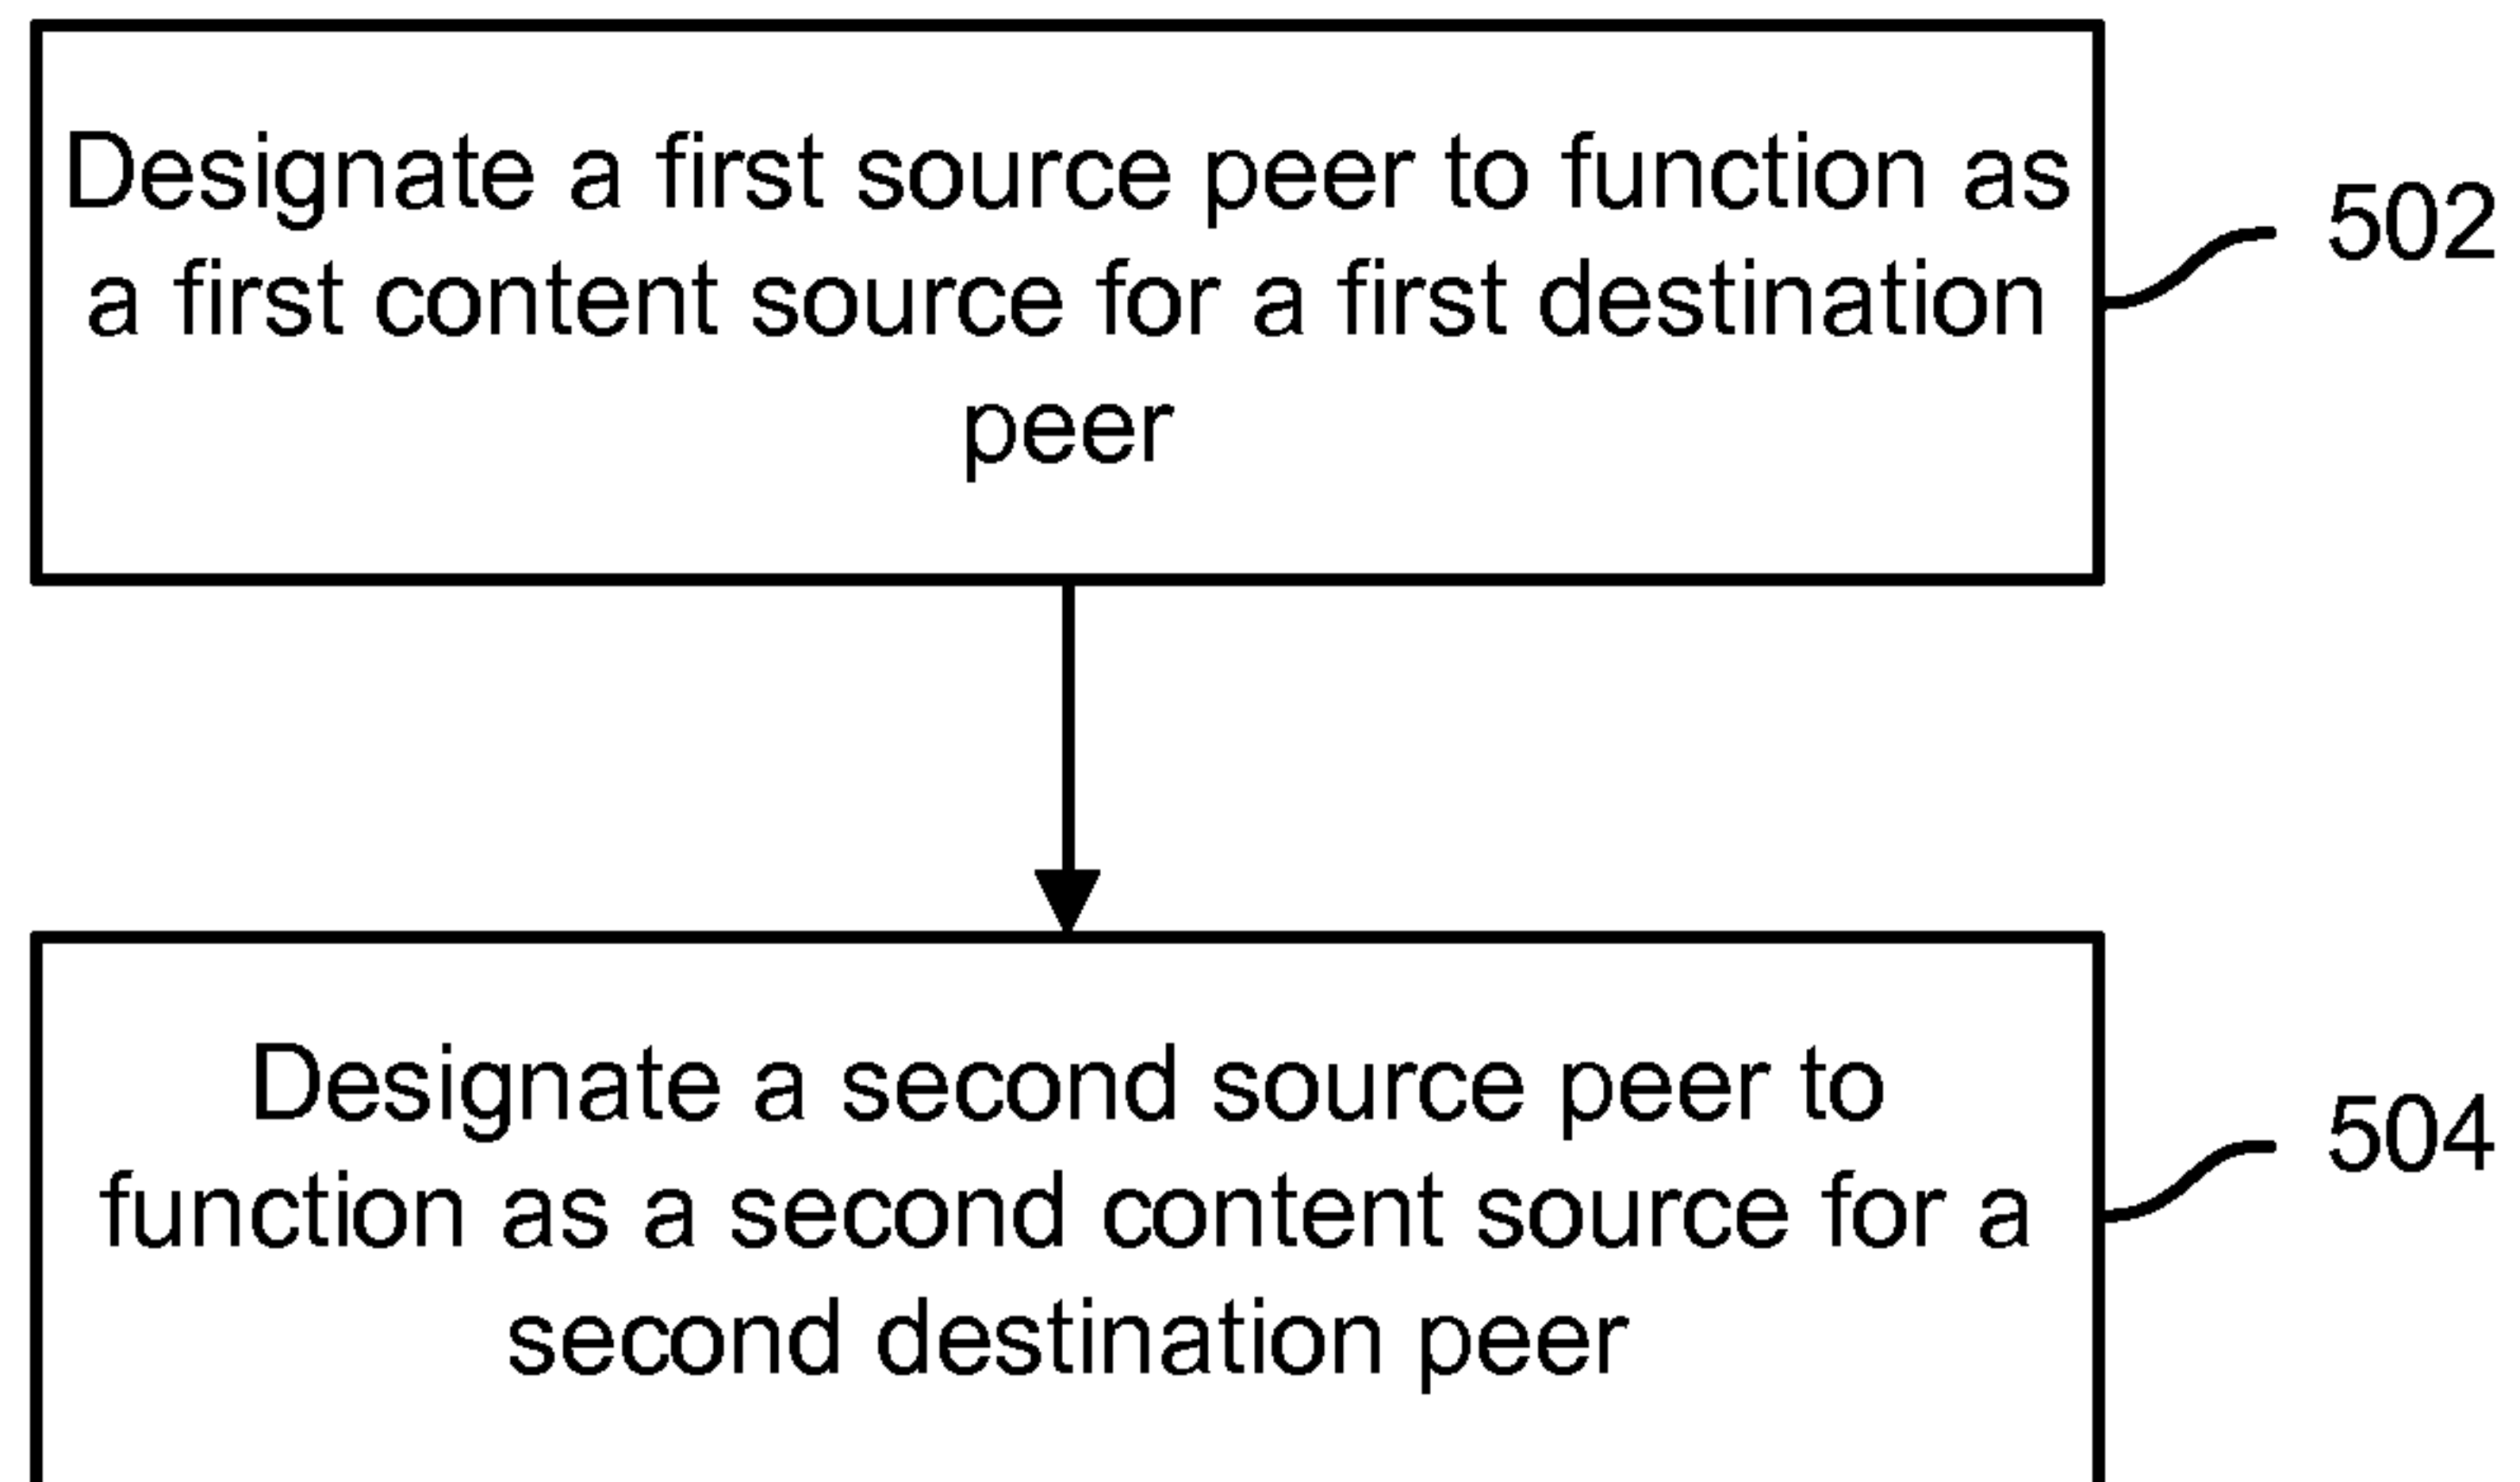 Designate a first source peer to function as
a first content source for a first destination
peer
502
Designate a second source peer to
function as a second content source for a
second destination peer
504